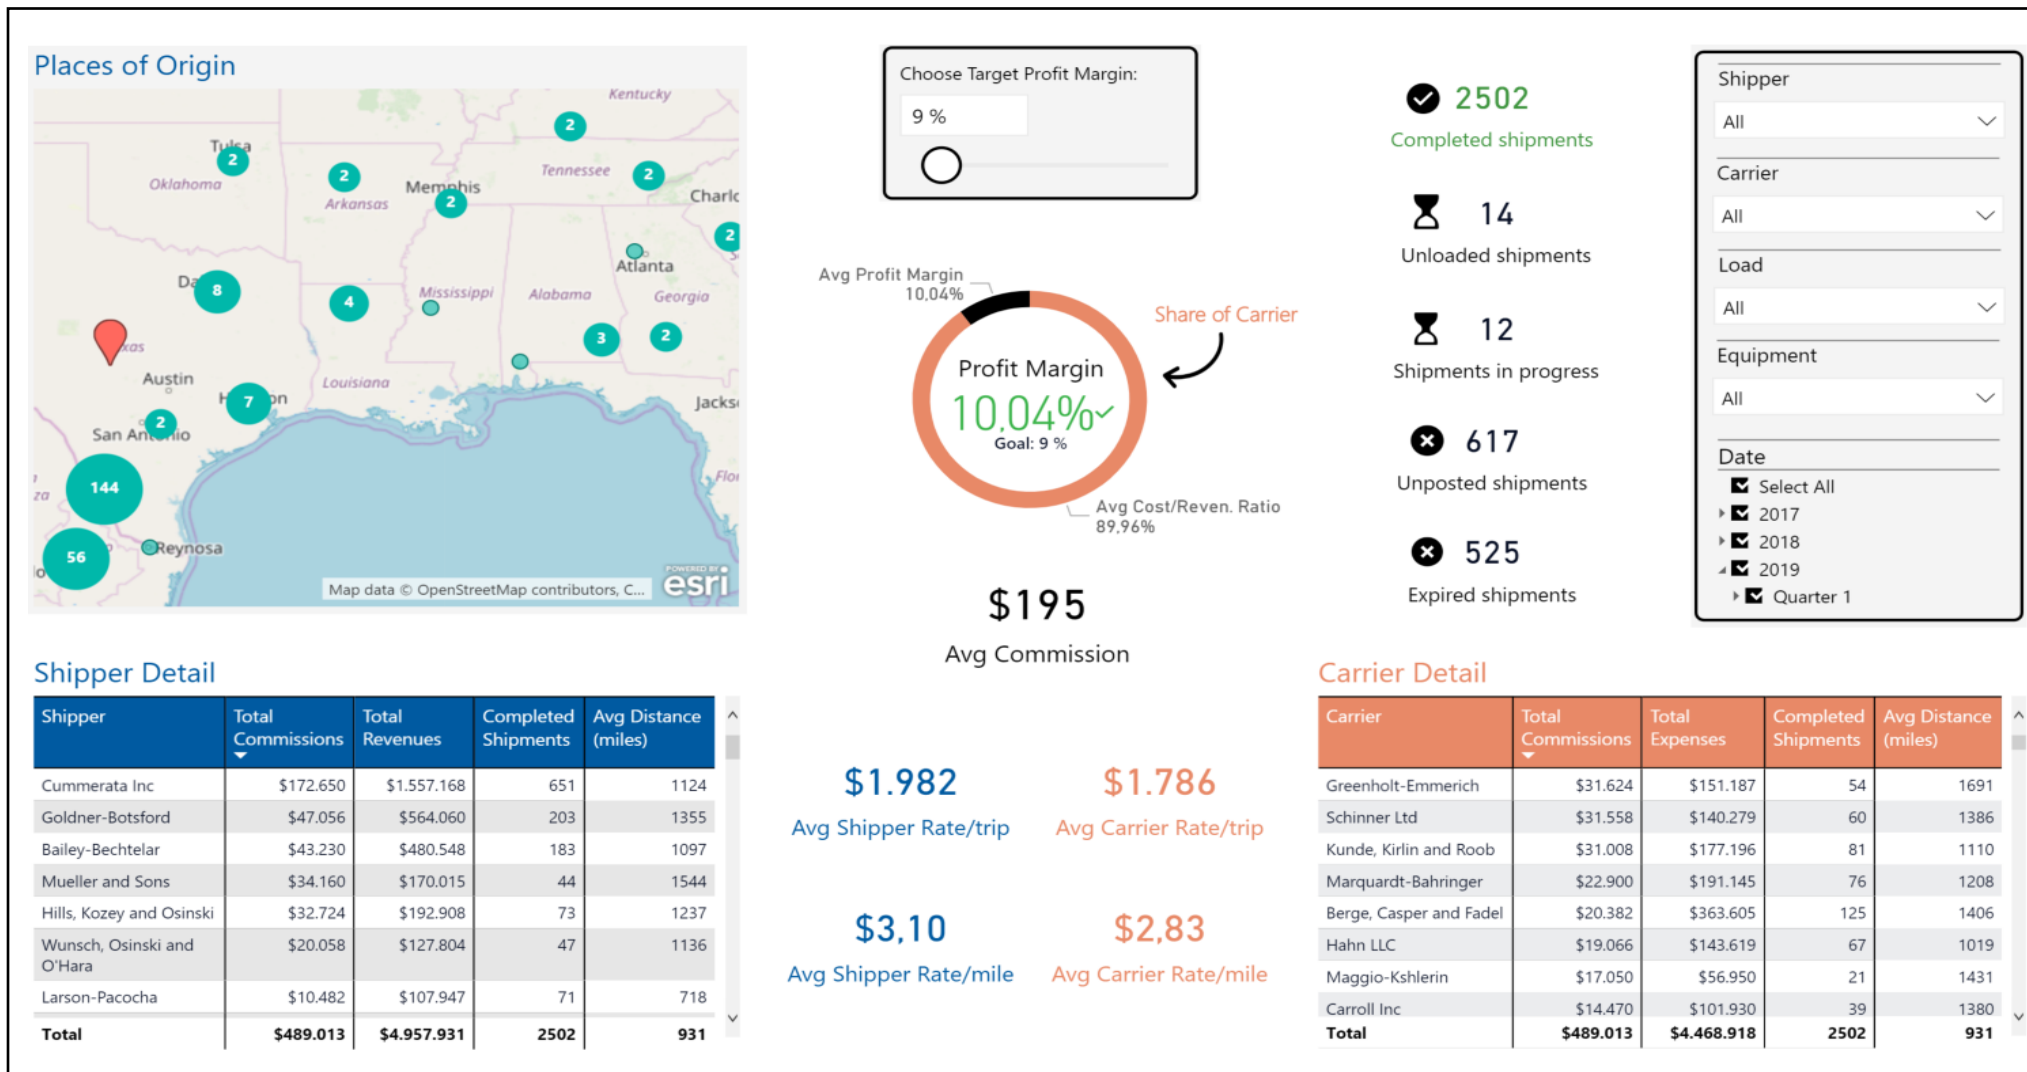 Places of Origin
Kentucky
2
Tulsa
2
Oklahoma
2
Arkansas
Memphis
2
Tennessee
2
Charlo
2
Atlanta
8
4
Mississippi
Alabama
Georgia
3
2
Austin
Louisiana
7
Jackso
2
San Antonio
144
56
Reynosa
Map data © OpenStreetMap contributors, C...
POWERED BY
esri
Choose Target Profit Margin:
9 %
Avg Profit Margin
10,04%
Share of Carrier
Profit Margin
10,04%
Goal: 9 %
Avg Cost/Reven. Ratio
89,96%
$195
Avg Commission
$1.982
Avg Shipper Rate/trip
$1.786
Avg Carrier Rate/trip
$3,10
Avg Shipper Rate/mile
$2,83
Avg Carrier Rate/mile
2502
Completed shipments
14
Unloaded shipments
12
Shipments in progress
617
Unposted shipments
525
Expired shipments
Shipper
All
Carrier
All
Load
All
Equipment
All
Date
Select All
2017
2018
2019
Quarter 1
Shipper Detail
Shipper Total Commissions Total Revenues Completed Shipments Avg Distance (miles)
Cummerata Inc $172.650 $1.557.168 651 1124
Goldner-Botsford $47.056 $564.060 203 1355
Bailey-Bechtelar $43.230 $480.548 183 1097
Mueller and Sons $34.160 $170.015 44 1544
Hills, Kozey and Osinski $32.724 $192.908 73 1237
Wunsch, Osinski and O'Hara $20.058 $127.804 47 1136
Larson-Pacocha $10.482 $107.947 71 718
Total $489.013 $4.957.931 2502 931
Carrier Detail
Carrier Total Commissions Total Expenses Completed Shipments Avg Distance (miles)
Greenholt-Emmerich $31.624 $151.187 54 1691
Schinner Ltd $31.558 $140.279 60 1386
Kunde, Kirlin and Roob $31.008 $177.196 81 1110
Marquardt-Bahringer $22.900 $191.145 76 1208
Berge, Casper and Fadel $20.382 $363.605 125 1406
Hahn LLC $19.066 $143.619 67 1019
Maggio-Kshlerin $17.050 $56.950 21 1431
Carroll Inc $14.470 $101.930 39 1380
Total $489.013 $4.468.918 2502 931